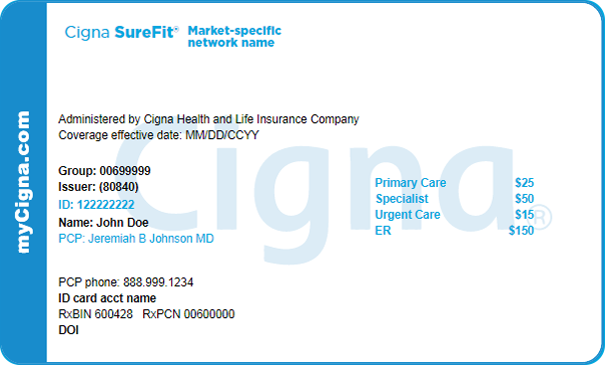 myCigna.com
Cigna SureFit® Market-specific
network name
Cigna®
Administered by Cigna Health and Life Insurance Company
Coverage effective date: MM/DD/CCYY
Group: 00699999
Issuer: (80840)
ID: 122222222
Name: John Doe
PCP: Jeremiah B Johnson MD
Primary Care $25
Specialist $50
Urgent Care $15
ER $150
PCP phone: 888.999.1234
ID card acct name
RxBIN 600428 RxPCN 00600000
DOI